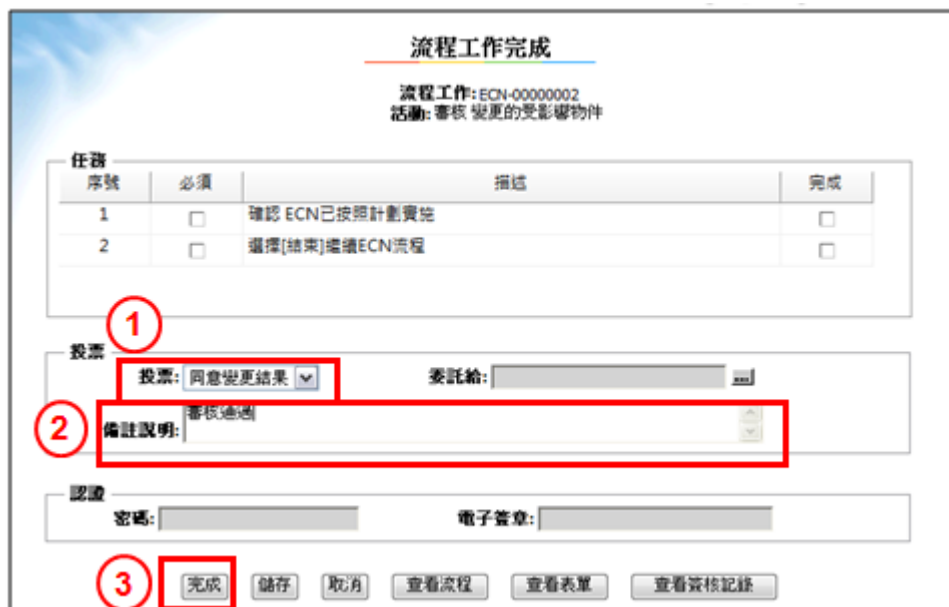 流程工作完成
流程工作: ECN-00000002
活動: 審核 變更的受影響物件
任務
序號 必須 描述 完成
1 確認 ECN已按照計劃實施
2 選擇[結束]繼續ECN流程
1
投票
投票: 同意變更結果 委託給: ...
2
審核通過
備註說明:
認證
密碼: 電子簽章:
3
完成 儲存 取消 查看流程 查看表單 查看簽核記錄